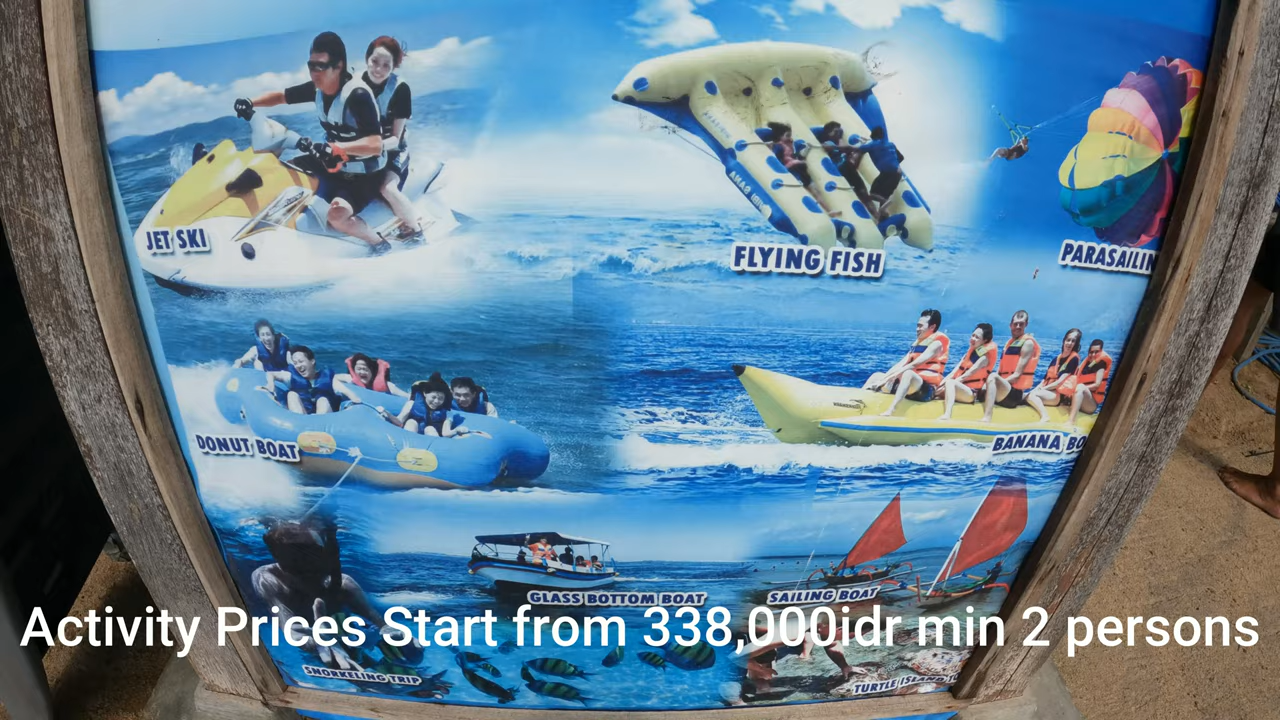 JET SKI
FLYING FISH
PARASAILIN
DONUT BOAT
BANANA BO
GLASS BOTTOM BOAT
SAILING BOAT
Activity Prices Start from 338,000idr min 2 persons
SNORKELING TRIP
TURTLE ISLAND